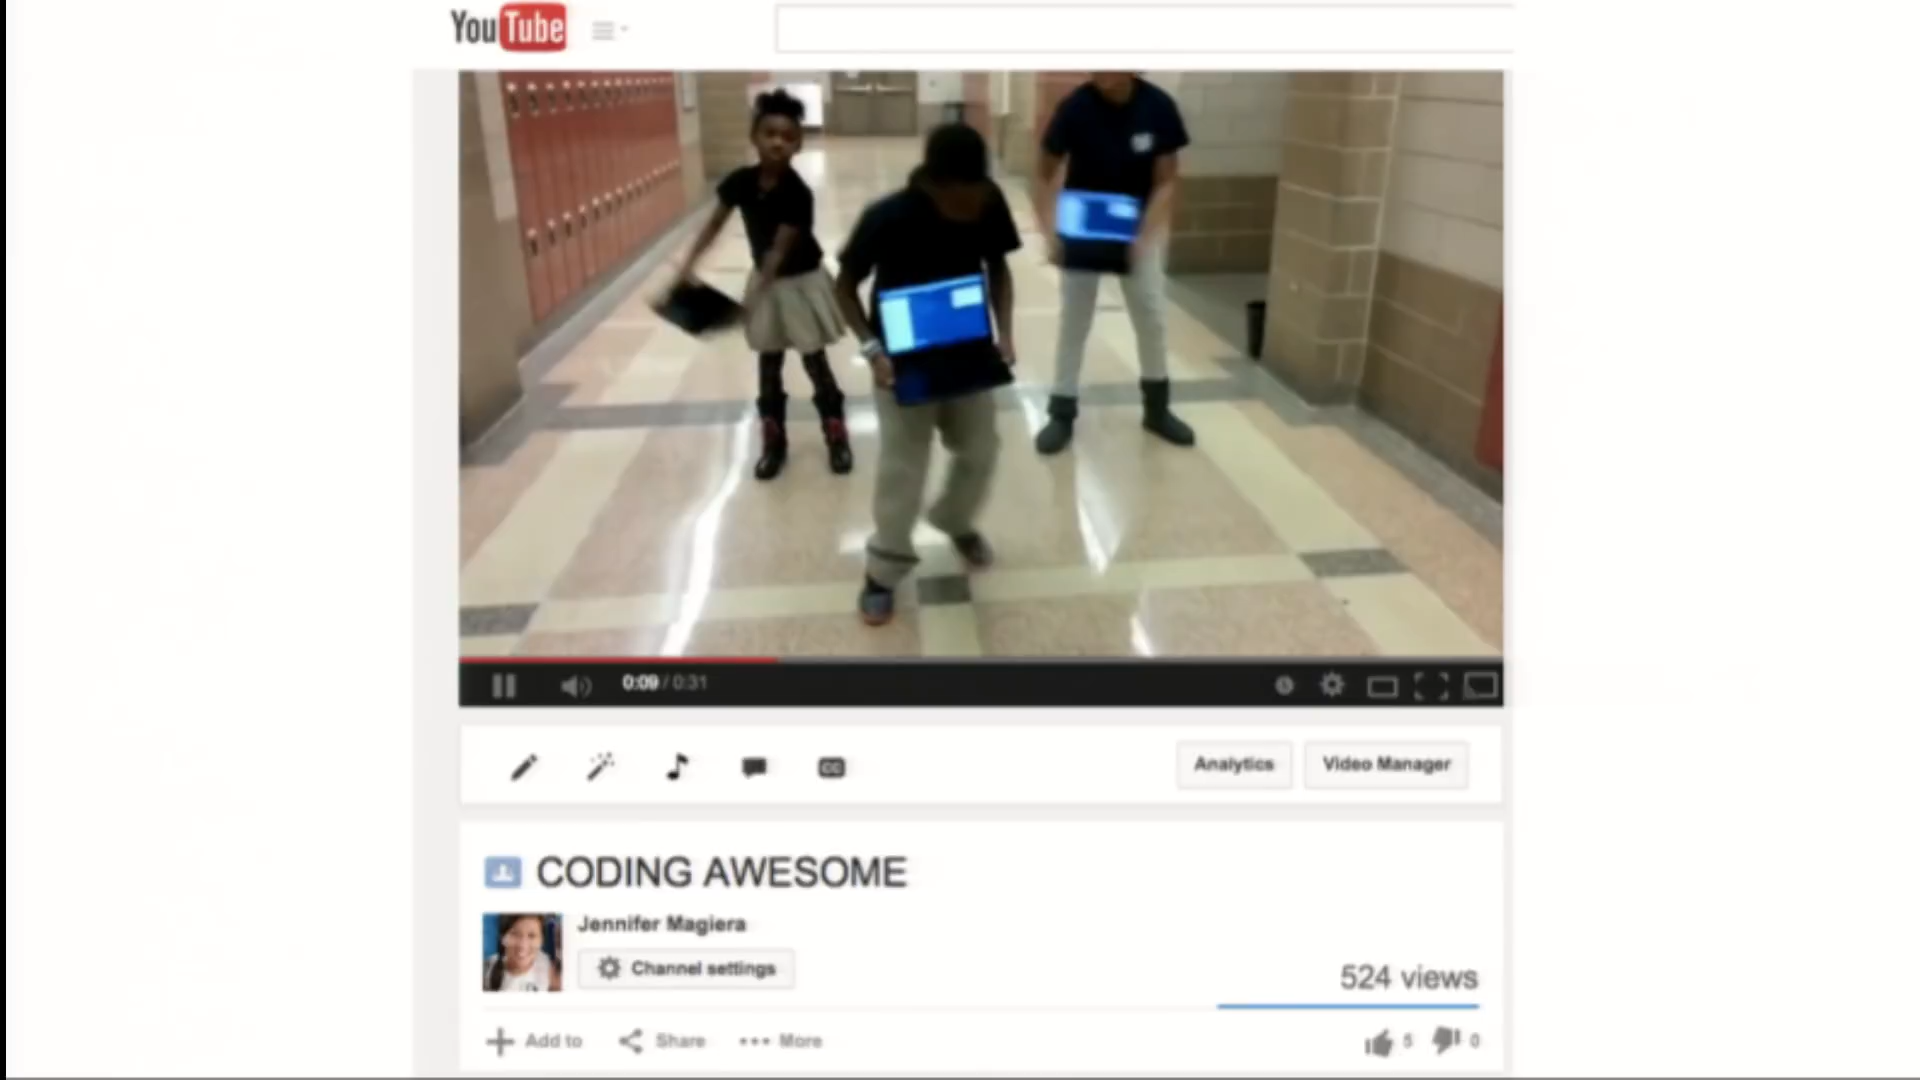 YouTube
0:09 / 0:31
Analytics
Video Manager
CODING AWESOME
Jennifer Magiera
Channel settings
524 views
Add to
Share
More
5
0